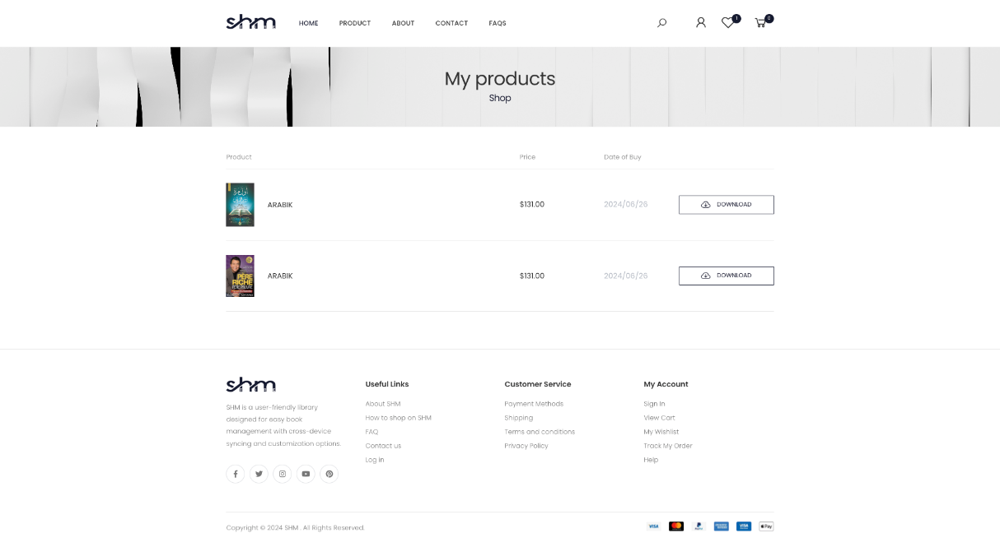 shm
HOME
PRODUCT
ABOUT
CONTACT
FAQS
1
0
My products
Shop
Product
Price
Date of Buy
ARABIK
$131.00
2024/06/26
DOWNLOAD
PÈRE
RICHE
ARABIK
$131.00
2024/06/26
DOWNLOAD
shm
SHM is a user-friendly library
designed for easy book
management with cross-device
syncing and customization options.
Useful Links
About SHM
How to shop on SHM
FAQ
Contact us
Log in
Customer Service
Payment Methods
Shipping
Terms and conditions
Privacy Policy
My Account
Sign In
View Cart
My Wishlist
Track My Order
Help
Copyright © 2024 SHM . All Rights Reserved.
VISA
PayPal
VISA
Pay